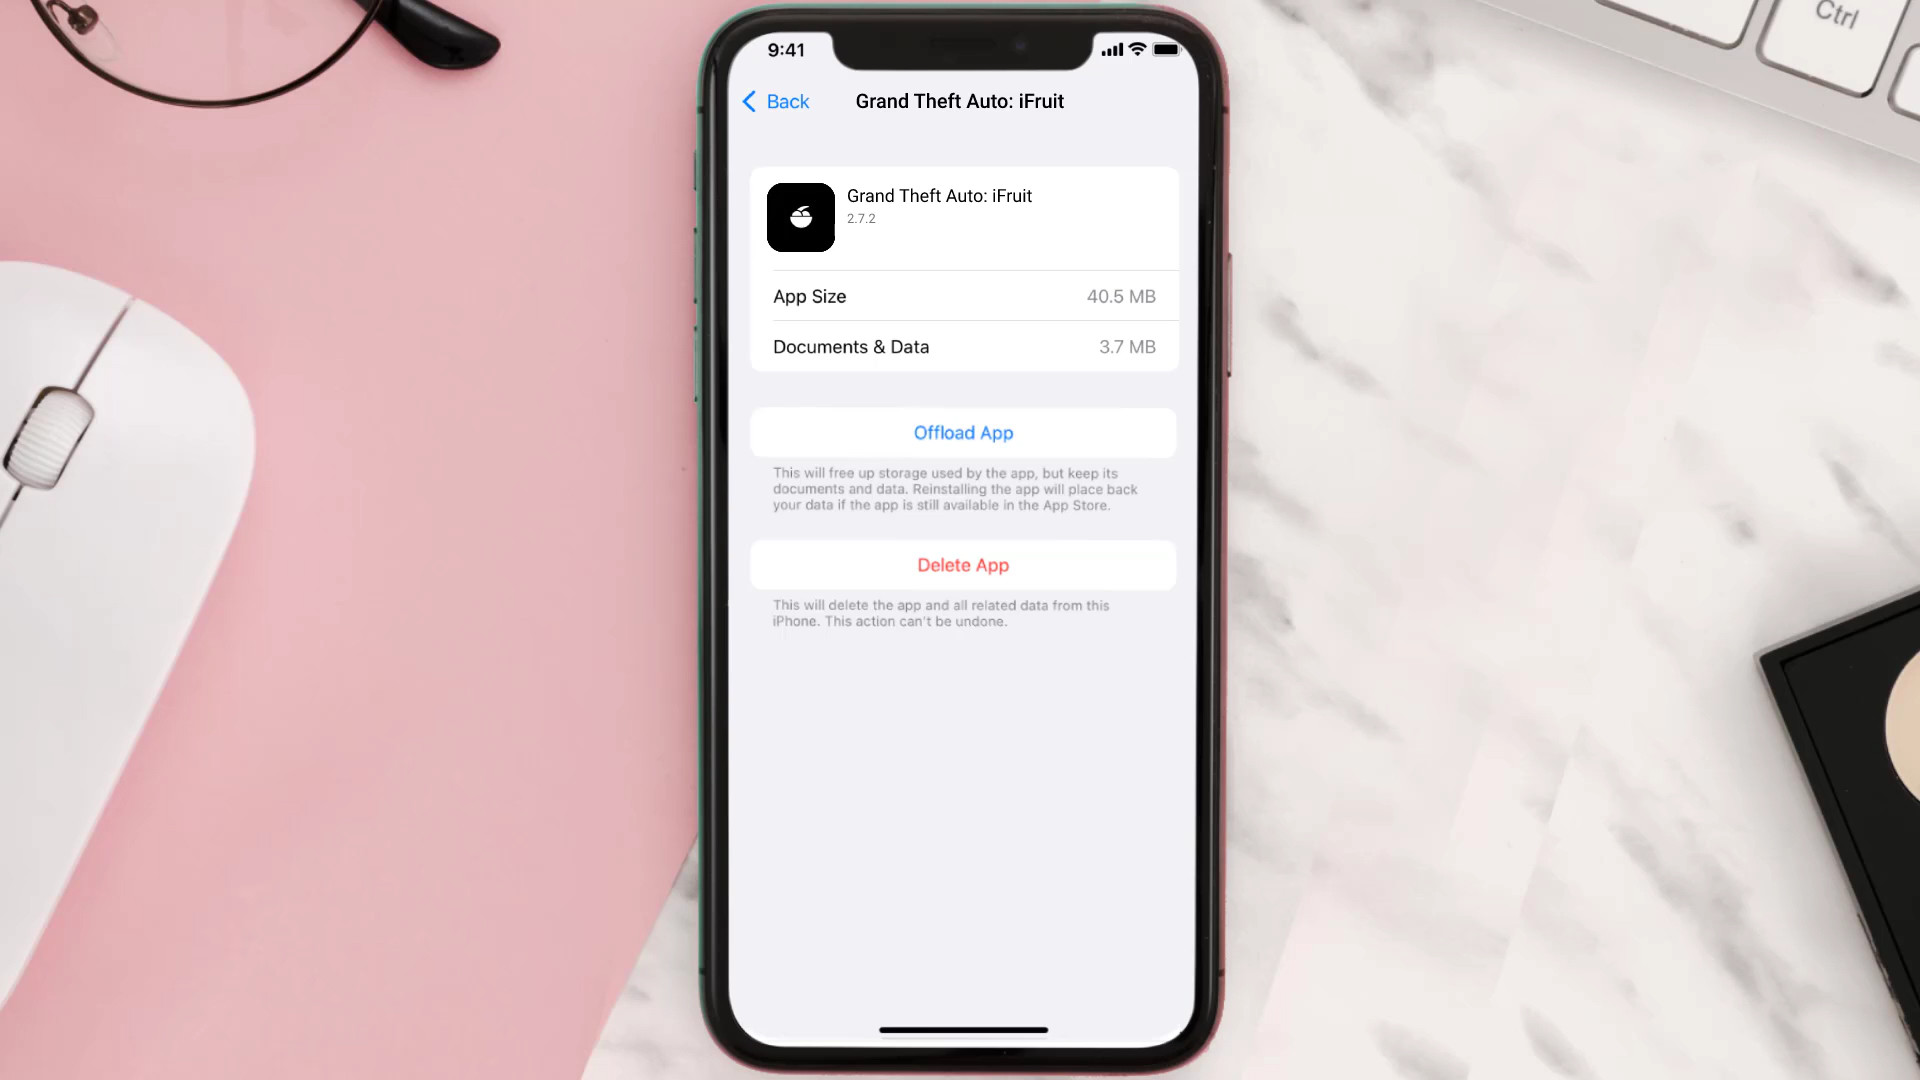 Ctrl
9:41
Back
Grand Theft Auto: iFruit
Grand Theft Auto: iFruit
2.7.2
App Size
40.5 MB
Documents & Data
3.7 MB
Offload App
This will free up storage used by the app, but keep its
documents and data. Reinstalling the app will place back
your data if the app is still available in the App Store.
Delete App
This will delete the app and all related data from this
iPhone. This action can't be undone.